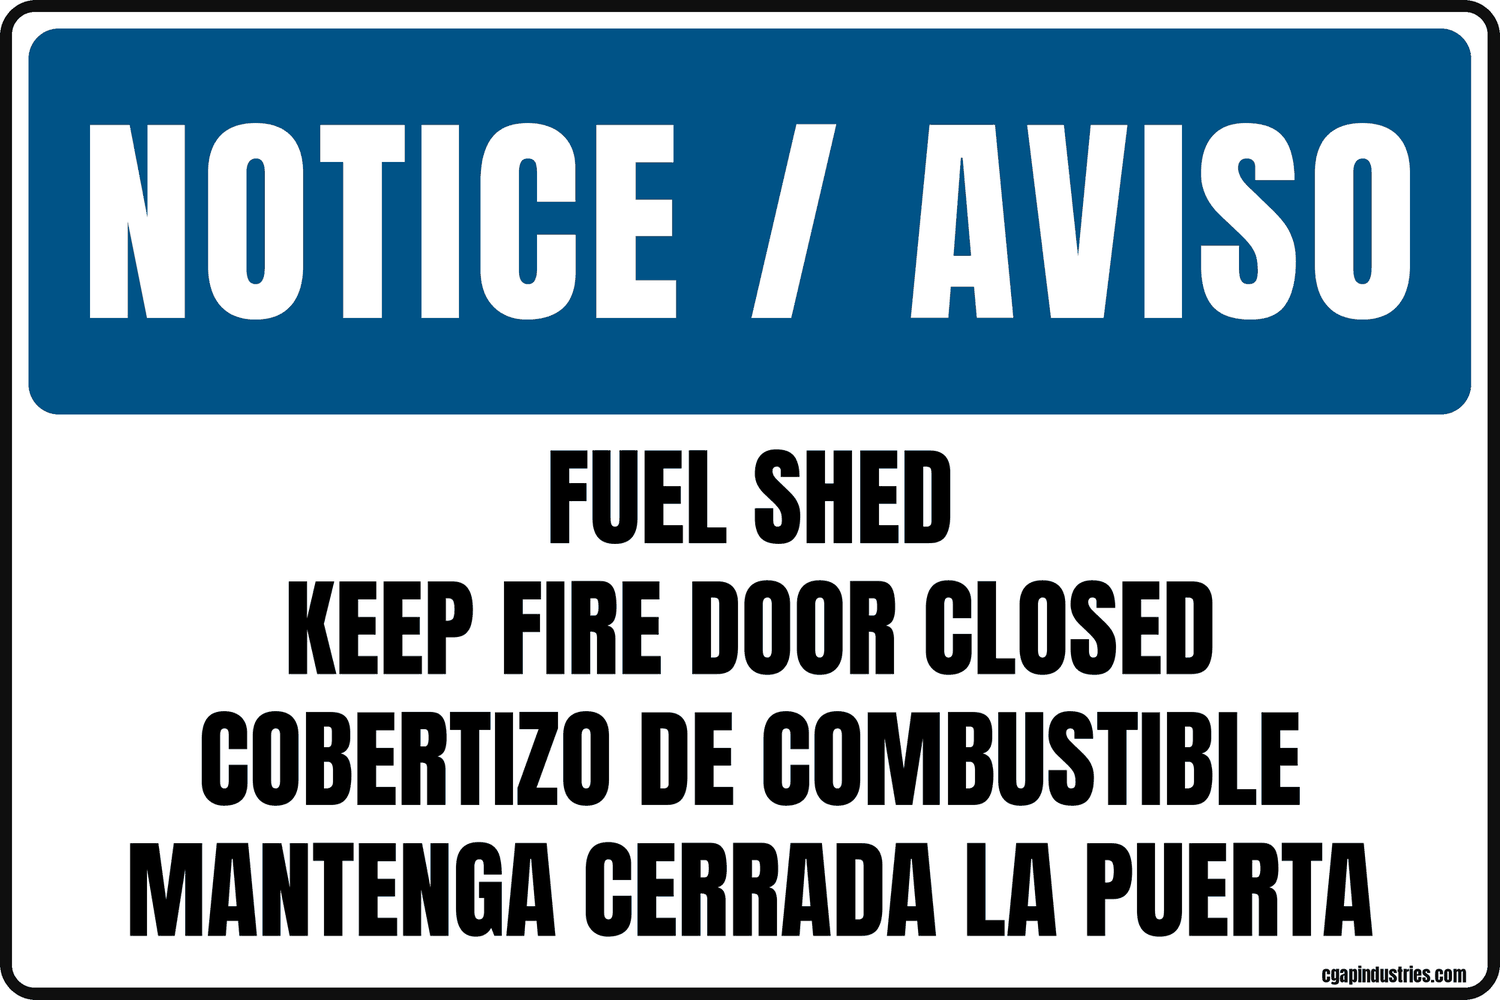 NOTICE / AVISO
FUEL SHED
KEEP FIRE DOOR CLOSED
COBERTIZO DE COMBUSTIBLE
MANTENGA CERRADA LA PUERTA
cgapindustries.com